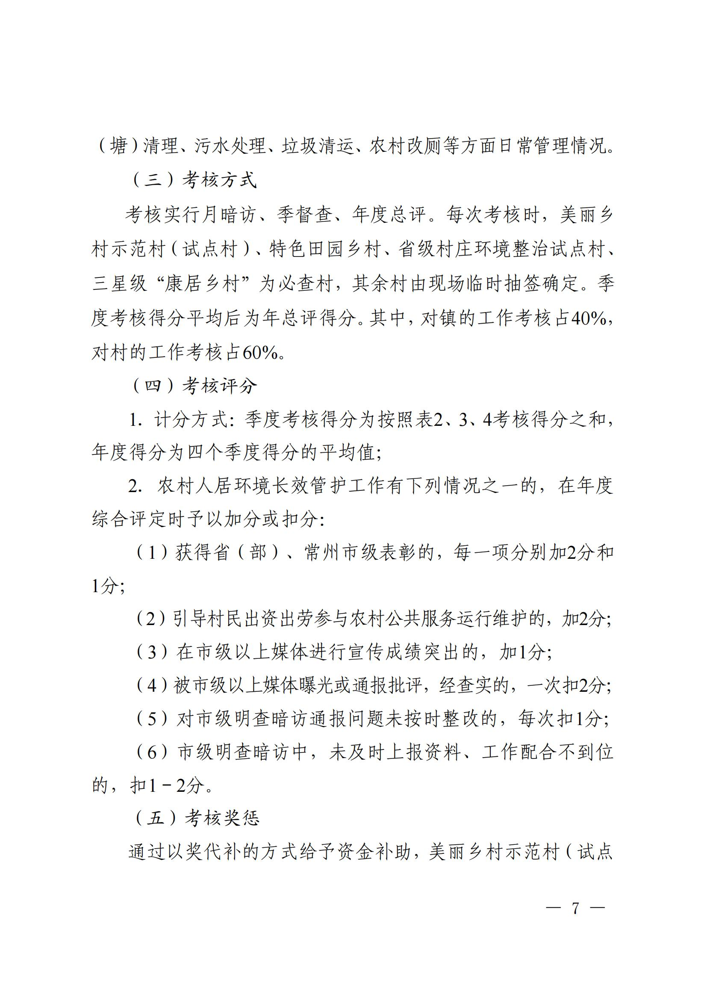 （塘）清理、污水处理、垃圾清运、农村改厕等方面日常管理情况。
（三）考核方式
考核实行月暗访、季督查、年度总评。每次考核时，美丽乡
村示范村（试点村）、特色田园乡村、省级村庄环境整治试点村、
三星级“康居乡村”为必查村，其余村由现场临时抽签确定。季
度考核得分平均后为年总评得分。其中，对镇的工作考核占40%，
对村的工作考核占60%。
（四）考核评分
1. 计分方式：季度考核得分为按照表2、3、4考核得分之和，
年度得分为四个季度得分的平均值；
2. 农村人居环境长效管护工作有下列情况之一的，在年度
综合评定时予以加分或扣分：
（1）获得省（部）、常州市级表彰的，每一项分别加2分和
1分；
（2）引导村民出资出劳参与农村公共服务运行维护的，加2分；
（3）在市级以上媒体进行宣传成绩突出的，加1分；
（4）被市级以上媒体曝光或通报批评，经查实的，一次扣2分；
（5）对市级明查暗访通报问题未按时整改的，每次扣1分；
（6）市级明查暗访中，未及时上报资料、工作配合不到位
的，扣1－2分。
（五）考核奖惩
通过以奖代补的方式给予资金补助，美丽乡村示范村（试点
— 7 —